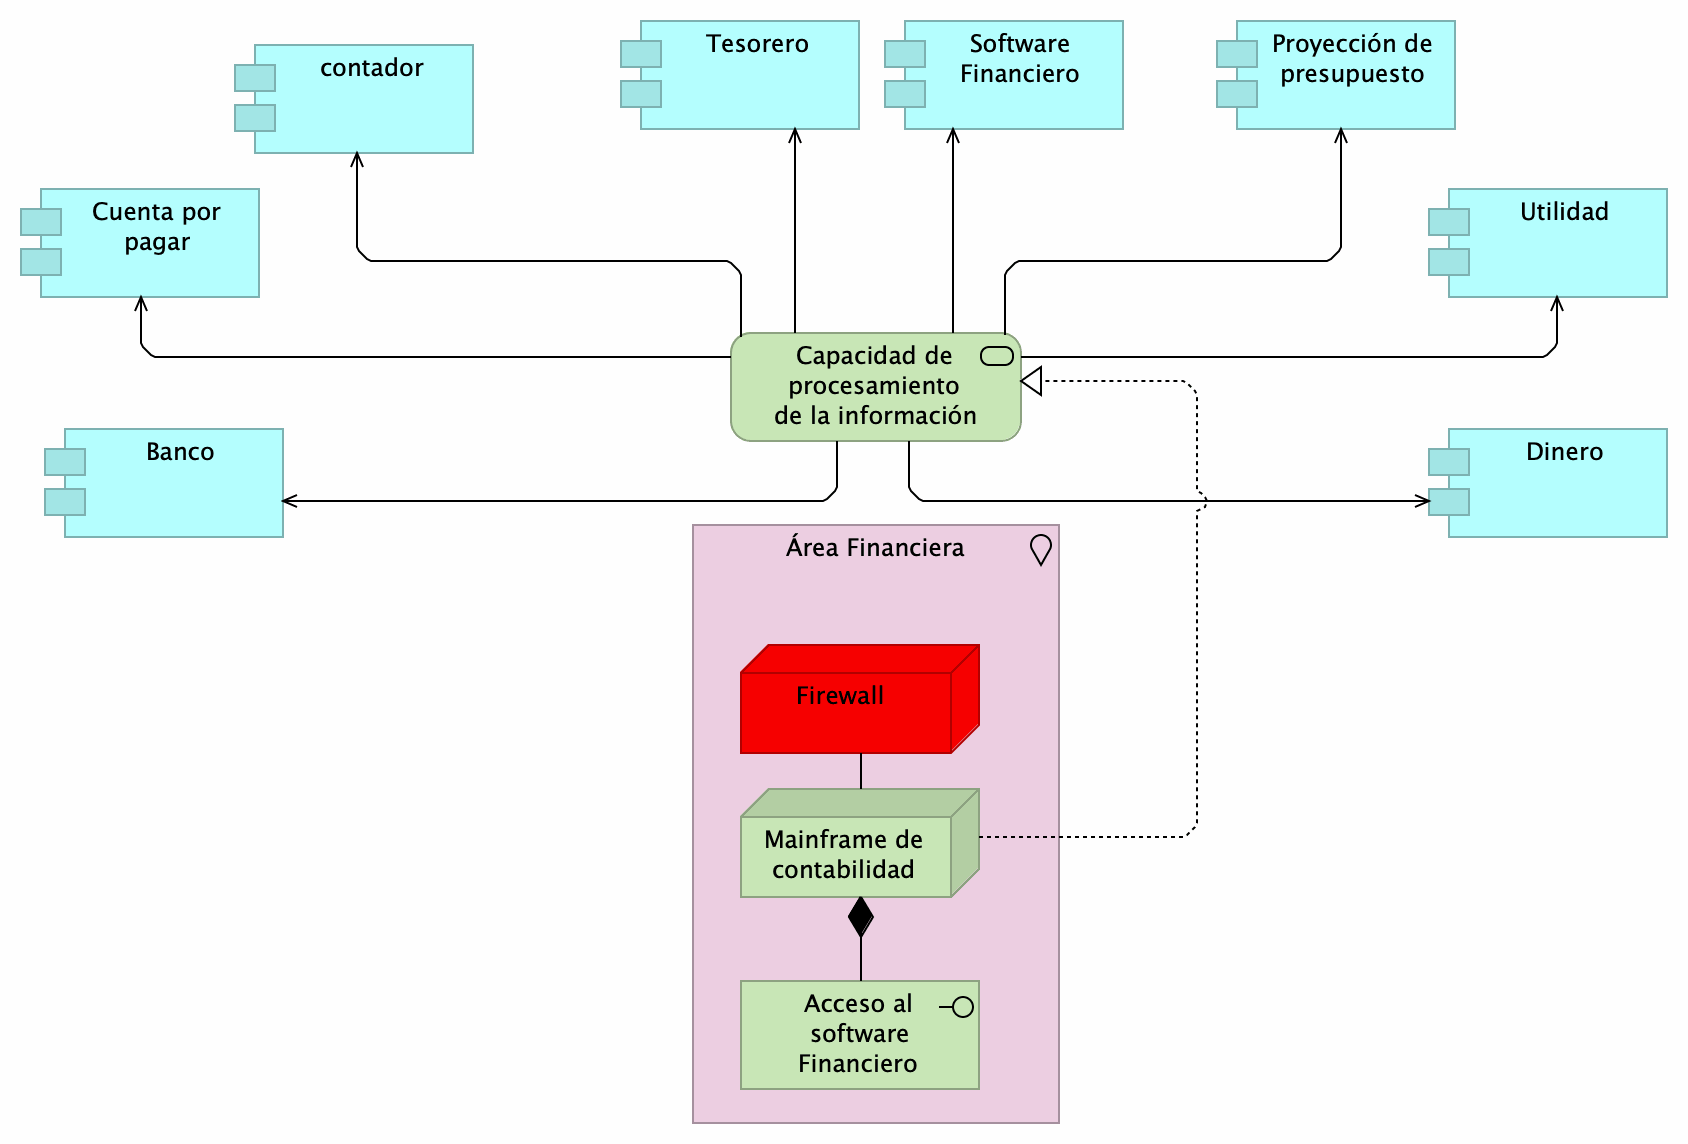 Tesorero
Software
Financiero
Proyección de
presupuesto
contador
Cuenta por
pagar
Utilidad
Capacidad de
procesamiento
de la información
Banco
Dinero
Área Financiera
Firewall
Mainframe de
contabilidad
Acceso al
software
Financiero